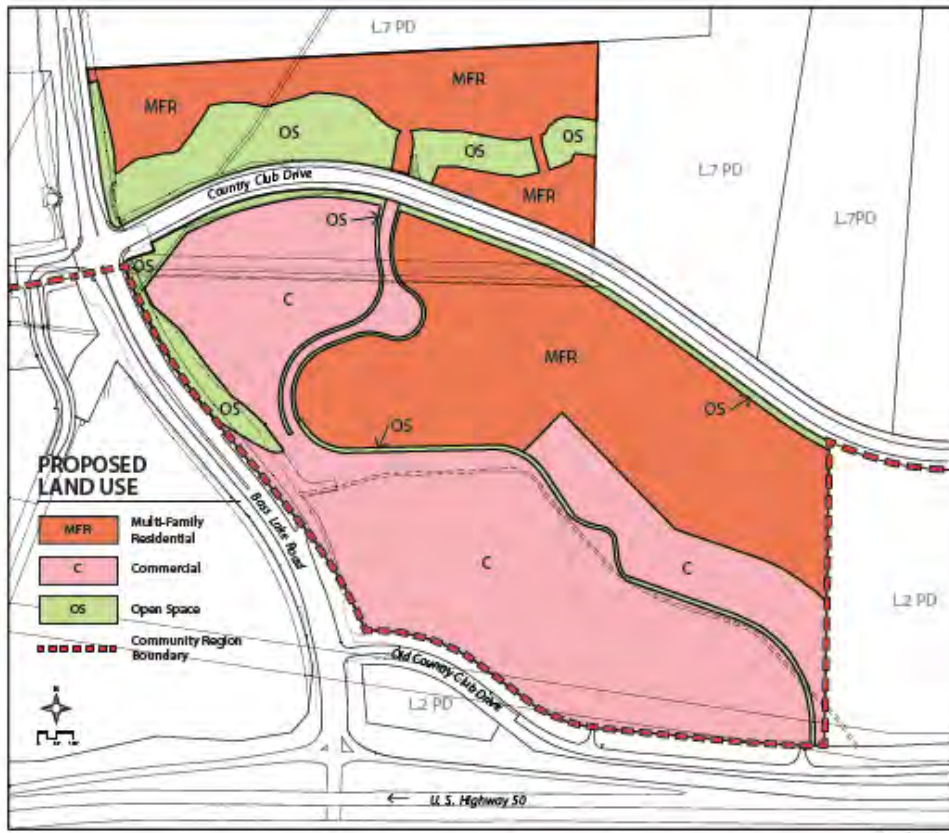 L.7 PD
MFR
MFR
OS
OS
OS
L.7 PD
Country Club Drive
MFR
OS
L.7PD
OS
C
MFR
OS
OS
OS
PROPOSED
LAND USE
Bass Lake Road
MFR
Multi-Family
Residential
C
C
C
Commercial
OS
Open Space
L.2 PD
Community Region
Boundary
Old County Club Drive
L.2 PD
U. S. Highway 50